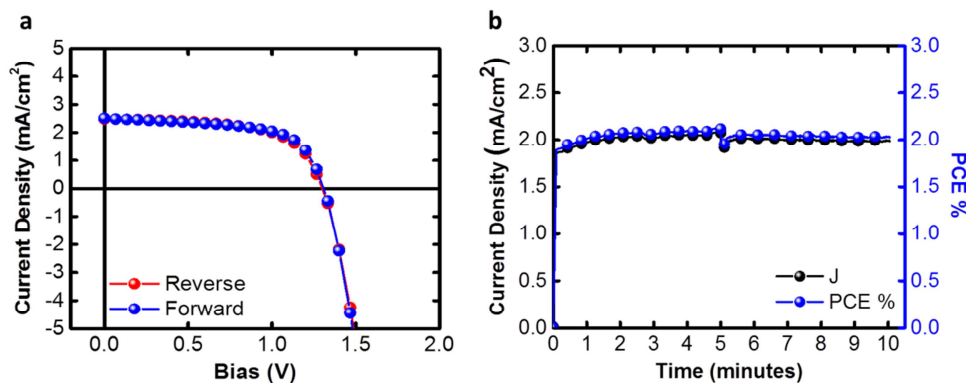 a
Current Density (mA/cm²)
5
4
3
2
1
0
-1
-2
-3
-4
-5
Reverse
Forward
0.0 0.5 1.0 1.5 2.0
Bias (V)
b
Current Density (mA/cm²)
3.0
2.5
2.0
1.5
1.0
0.5
0.0
J
PCE %
3.0
2.5
2.0
1.5
1.0
0.5
0.0
PCE %
0 1 2 3 4 5 6 7 8 9 10
Time (minutes)